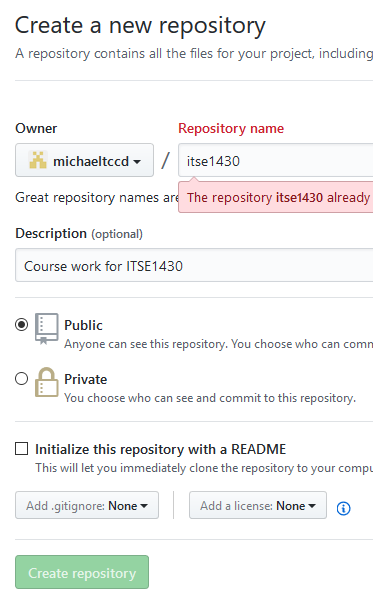 Create a new repository
A repository contains all the files for your project, including
Owner
Repository name
michaeltccd / itse1430
Great repository names are
The repository itse1430 already
Description (optional)
Course work for ITSE1430
Public
Anyone can see this repository. You choose who can comm
Private
You choose who can see and commit to this repository.
Initialize this repository with a README
This will let you immediately clone the repository to your compu
Add .gitignore: None Add a license: None
Create repository